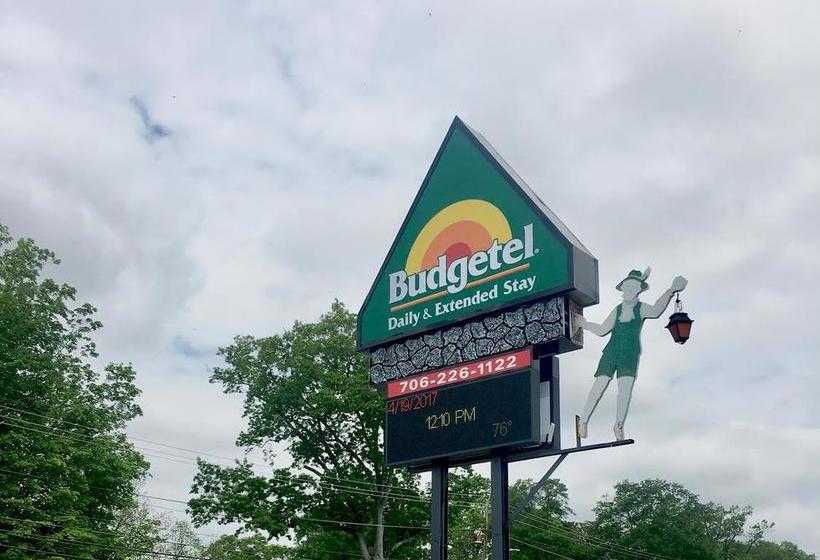 Budgetel®
Daily & Extended Stay
706-226-1122
4/19/2017
12:10 PM
76°